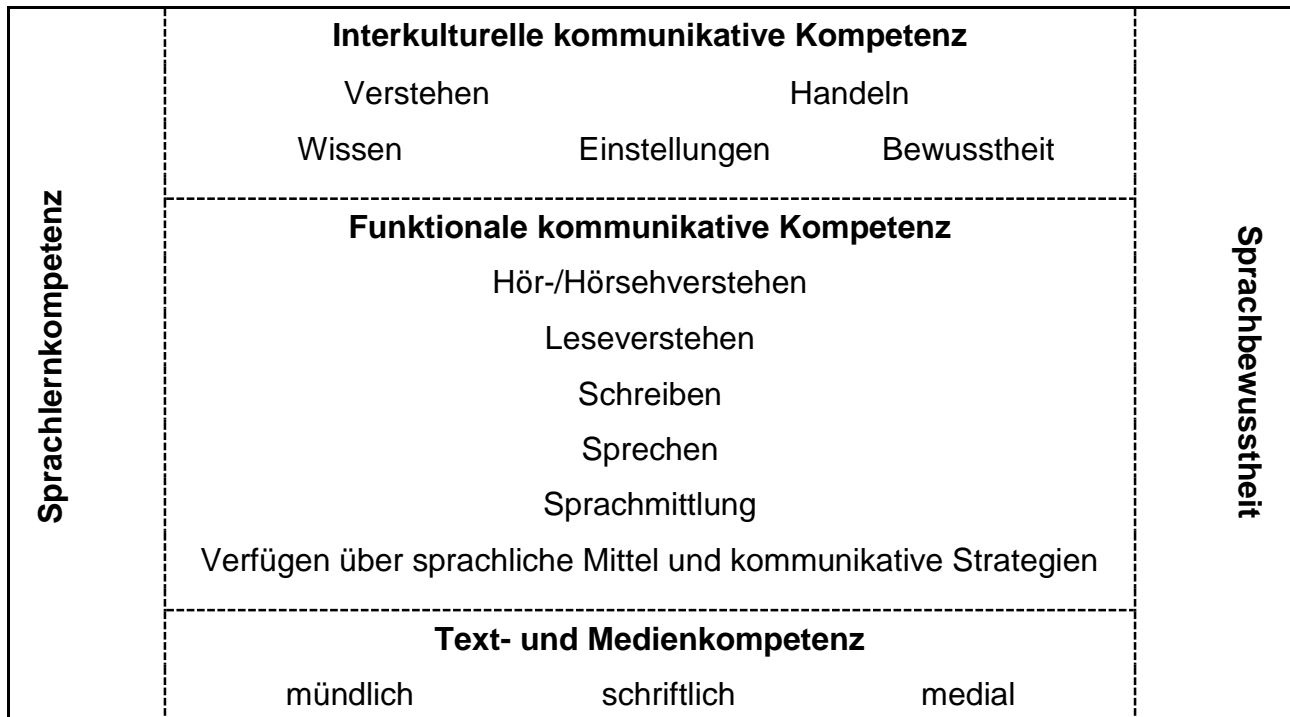 Sprachlernkompetenz
Interkulturelle kommunikative Kompetenz
Verstehen Handeln
Wissen Einstellungen Bewusstheit
Funktionale kommunikative Kompetenz
Hör-/Hörsehverstehen
Leseverstehen
Schreiben
Sprechen
Sprachmittlung
Verfügen über sprachliche Mittel und kommunikative Strategien
Text- und Medienkompetenz
mündlich schriftlich medial
Sprachbewusstheit